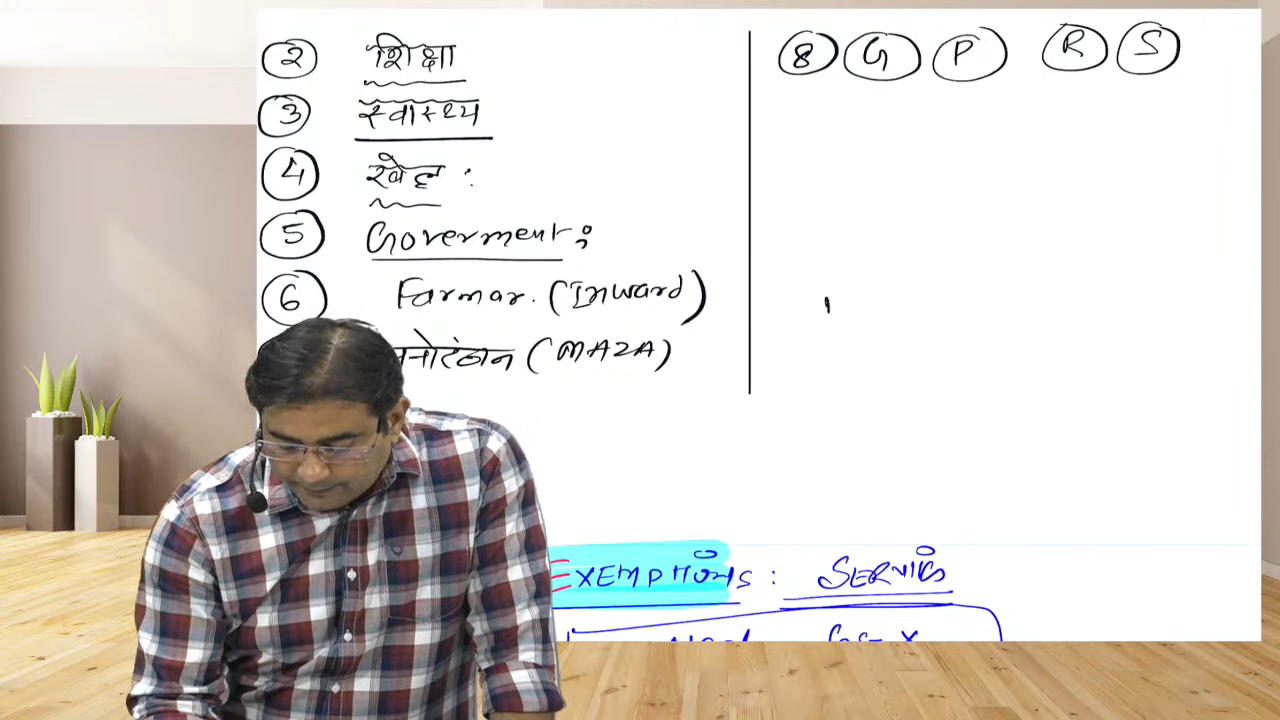 2 शिक्षा
3 स्वास्थ्य
4 खेल :
5 Goverment :
6 Farmar. (Inward)
मनोरंजन (MAZA)
8 G P R S
EXEMPTIONS : SERVICES